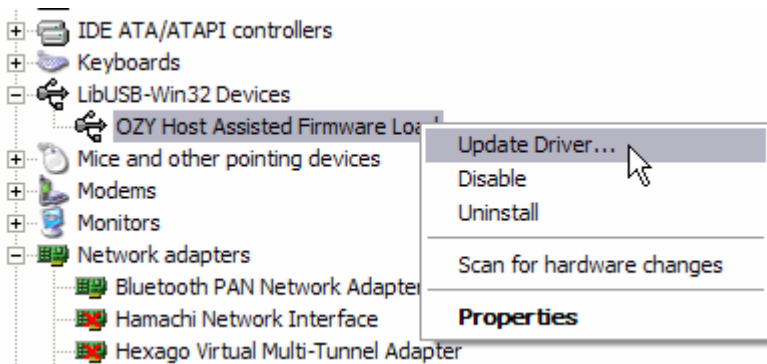 IDE ATA/ATAPI controllers
Keyboards
LibUSB-Win32 Devices
OZY Host Assisted Firmware Loa
Mice and other pointing devices
Modems
Monitors
Network adapters
Bluetooth PAN Network Adapter
Hamachi Network Interface
Hexago Virtual Multi-Tunnel Adapter
Update Driver...
Disable
Uninstall
Scan for hardware changes
Properties